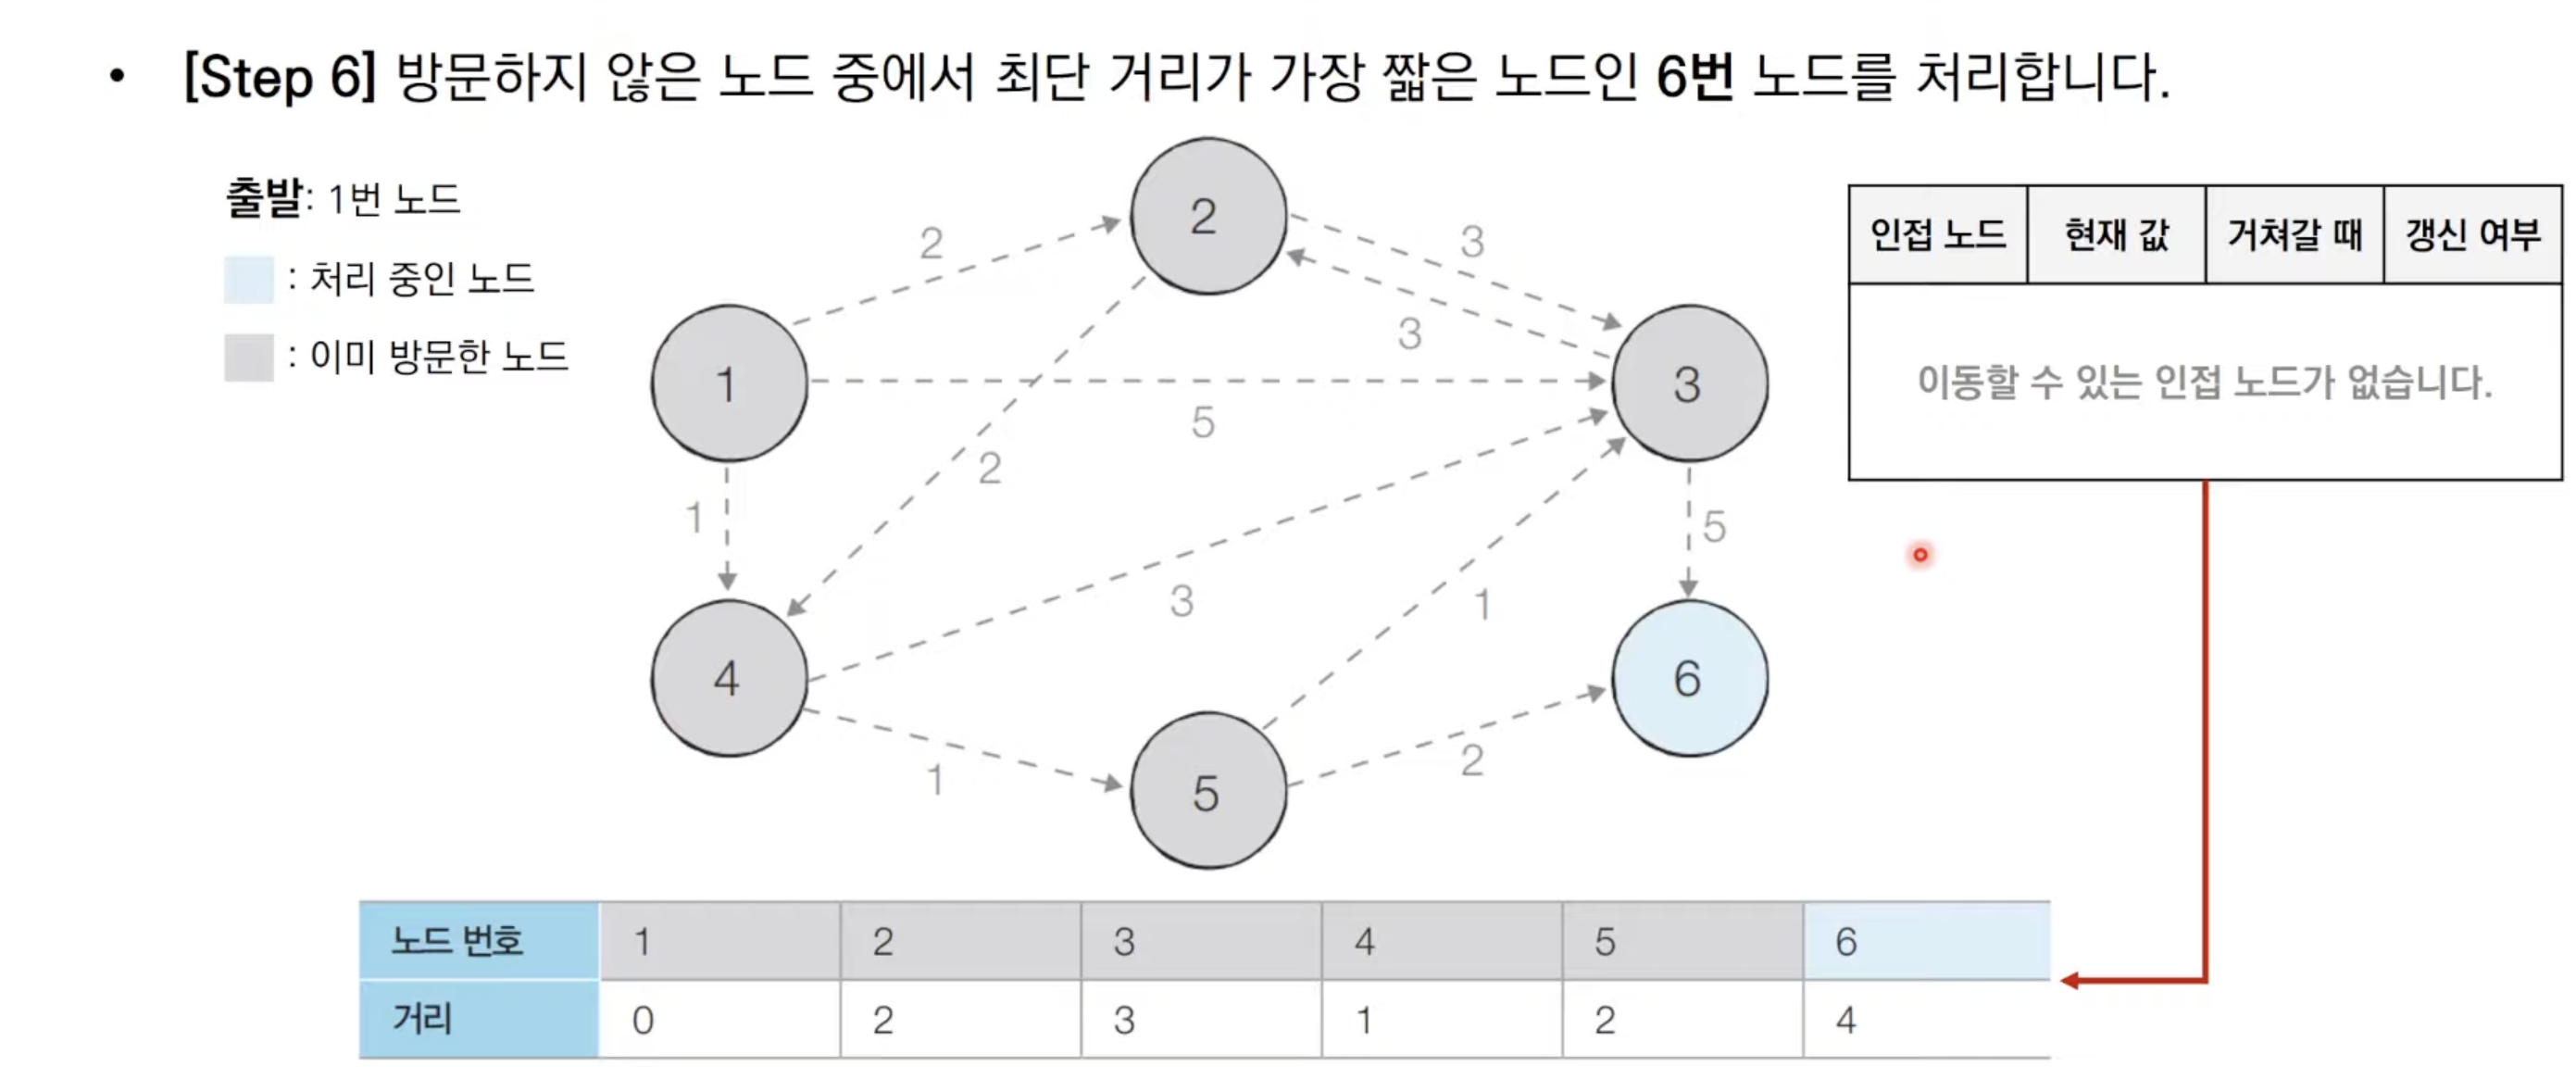 • [Step 6] 방문하지 않은 노드 중에서 최단 거리가 가장 짧은 노드인 6번 노드를 처리합니다.
출발: 1번 노드
: 처리 중인 노드
: 이미 방문한 노드
2
2
3
3
1
5
3
2
1
5
3
1
4
6
1
2
5
인접 노드 현재 값 거쳐갈 때 갱신 여부
이동할 수 있는 인접 노드가 없습니다.
노드 번호 1 2 3 4 5 6
거리 0 2 3 1 2 4